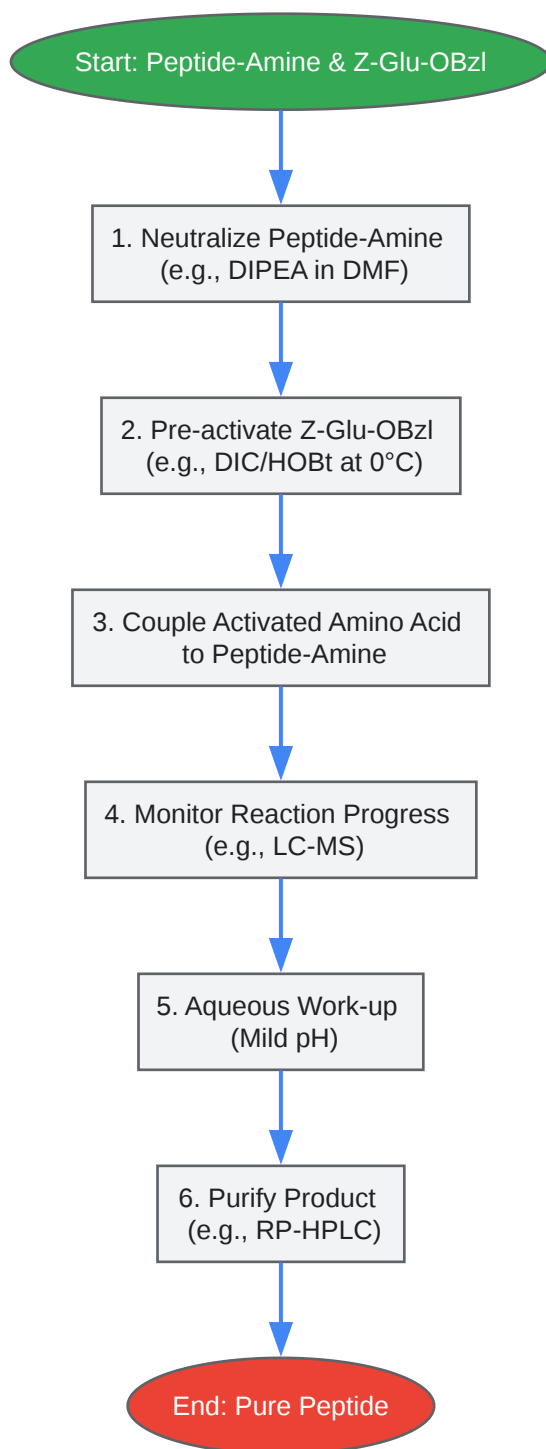 Start: Peptide-Amine & Z-Glu-OBzl
1. Neutralize Peptide-Amine
(e.g., DIPEA in DMF)
2. Pre-activate Z-Glu-OBzl
(e.g., DIC/HOBt at 0°C)
3. Couple Activated Amino Acid
to Peptide-Amine
4. Monitor Reaction Progress
(e.g., LC-MS)
5. Aqueous Work-up
(Mild pH)
6. Purify Product
(e.g., RP-HPLC)
End: Pure Peptide